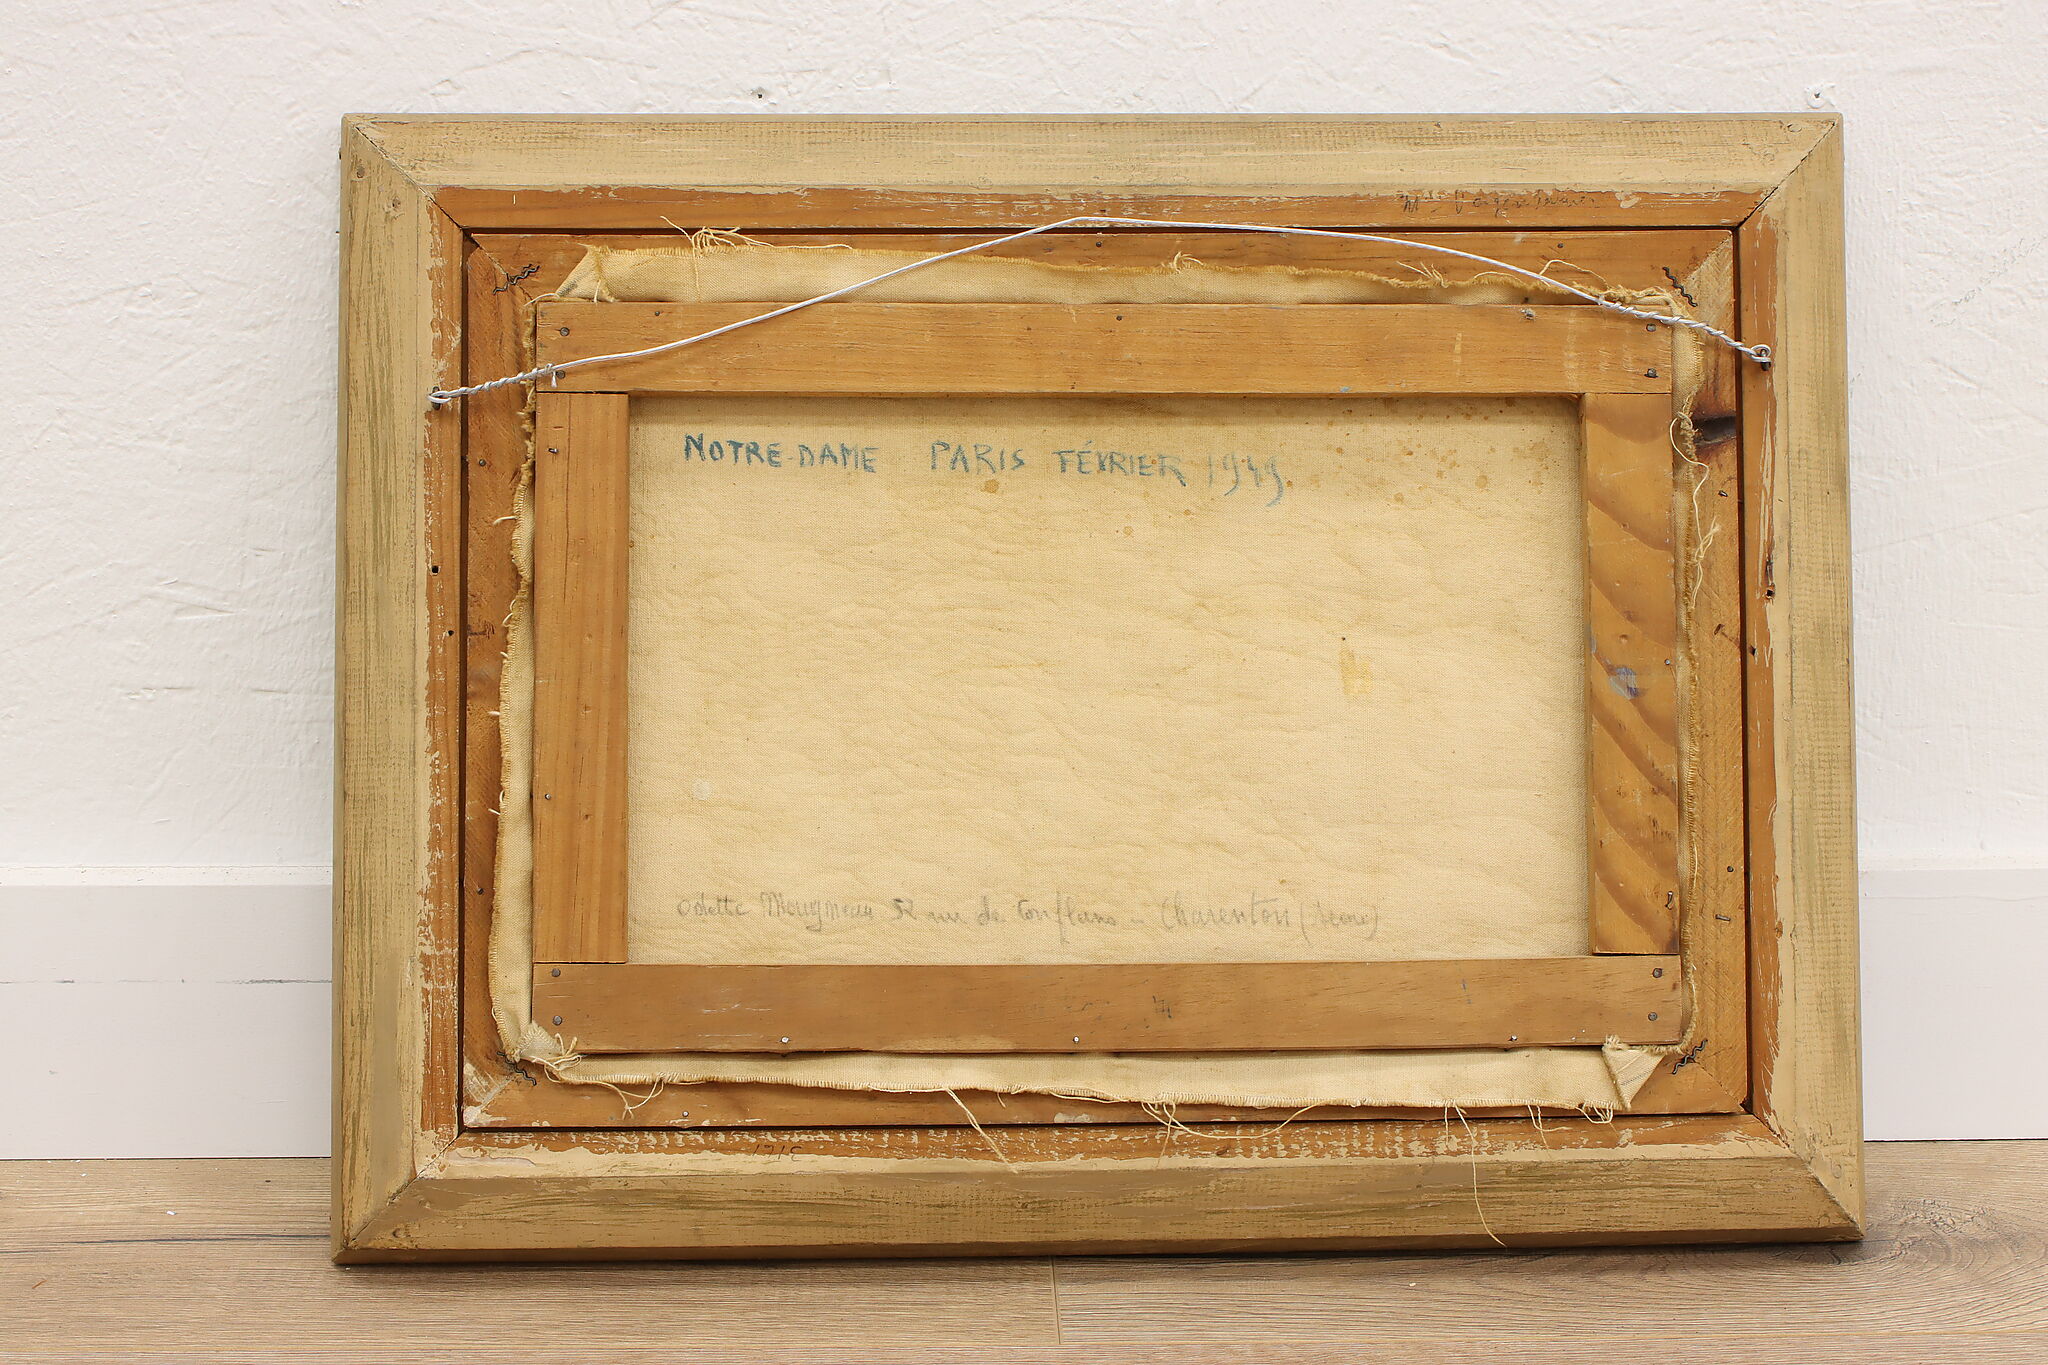 NOTRE-DAME PARIS FÉVRIER 1949
Odette 52 rue de Conflans - Charenton (Seine)